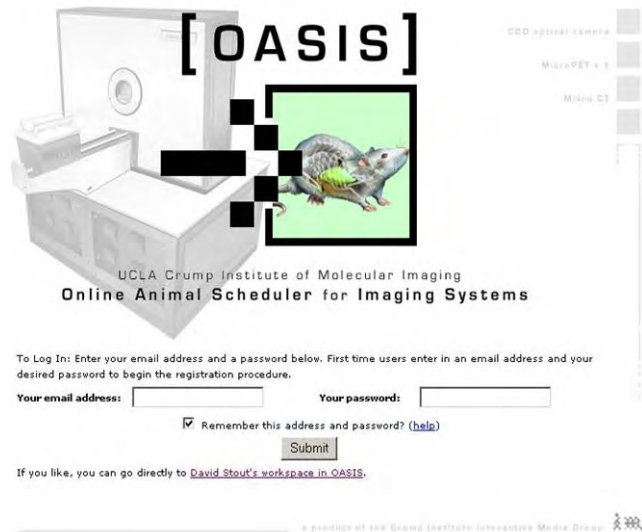 [OASIS]
CCD optical camera
MicroPET x 1
Micro CT
UCLA Crump Institute of Molecular Imaging
Online Animal Scheduler for Imaging Systems
To Log In: Enter your email address and a password below. First time users enter in an email address and your
desired password to begin the registration procedure.
Your email address:
Your password:
Remember this address and password? (help)
Submit
If you like, you can go directly to David Stout's workspace in OASIS.
a product of the Crump Institute Interactive Media Group